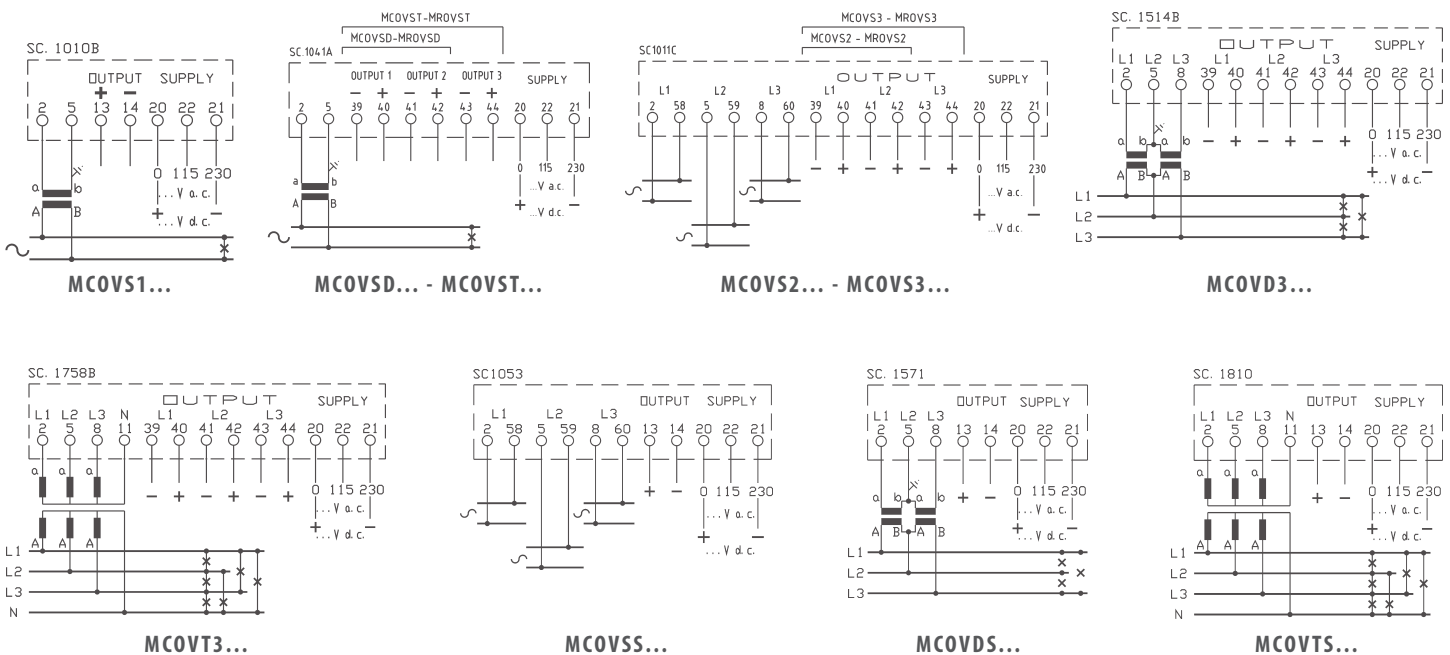 MCOVST-MROVST
MCOVSD-MROVSD
MCOVS3 - MROVS3
MCOVS2 - MROVS2
SC. 1010B
OUTPUT SUPPLY
+ −
2 5 13 14 20 22 21
a b
A B
0 115 230
...V a.c.
+ −
...V d.c.
MCOVS1...
SC.1041A
OUTPUT 1 OUTPUT 2 OUTPUT 3 SUPPLY
− + − + − +
2 5 39 40 41 42 43 44 20 22 21
a b
A B
0 115 230
...V a.c.
+ −
...V d.c.
MCOVSD... - MCOVST...
SC1011C
OUTPUT SUPPLY
L1 L2 L3 L1 L2 L3
2 58 5 59 8 60 39 40 41 42 43 44 20 22 21
− + − + − +
0 115 230
...V a.c.
+ −
...V d.c.
MCOVS2... - MCOVS3...
SC. 1514B
OUTPUT SUPPLY
L1 L2 L3 L1 L2 L3
2 5 8 39 40 41 42 43 44 20 22 21
− + − + − +
a b a b
A B A B
0 115 230
...V a.c.
+ −
...V d.c.
L1
L2
L3
MCOVD3...
SC. 1758B
OUTPUT SUPPLY
L1 L2 L3 N L1 L2 L3
2 5 8 11 39 40 41 42 43 44 20 22 21
a a a
− + − + − +
A A A
0 115 230
...V a.c.
+ −
...V d.c.
L1
L2
L3
N
MCOVT3...
SC1053
OUTPUT SUPPLY
L1 L2 L3
2 58 5 59 8 60 13 14 20 22 21
+ −
0 115 230
...V a.c.
+ −
...V d.c.
MCOVSS...
SC. 1571
OUTPUT SUPPLY
L1 L2 L3
2 5 8 13 14 20 22 21
+ −
a b a b
A B A B
0 115 230
...V a.c.
+ −
...V d.c.
L1
L2
L3
MCOVDS...
SC. 1810
OUTPUT SUPPLY
L1 L2 L3 N
2 5 8 11 13 14 20 22 21
a a a
+ −
A A A
0 115 230
...V a.c.
+ −
...V d.c.
L1
L2
L3
N
MCOVTS...